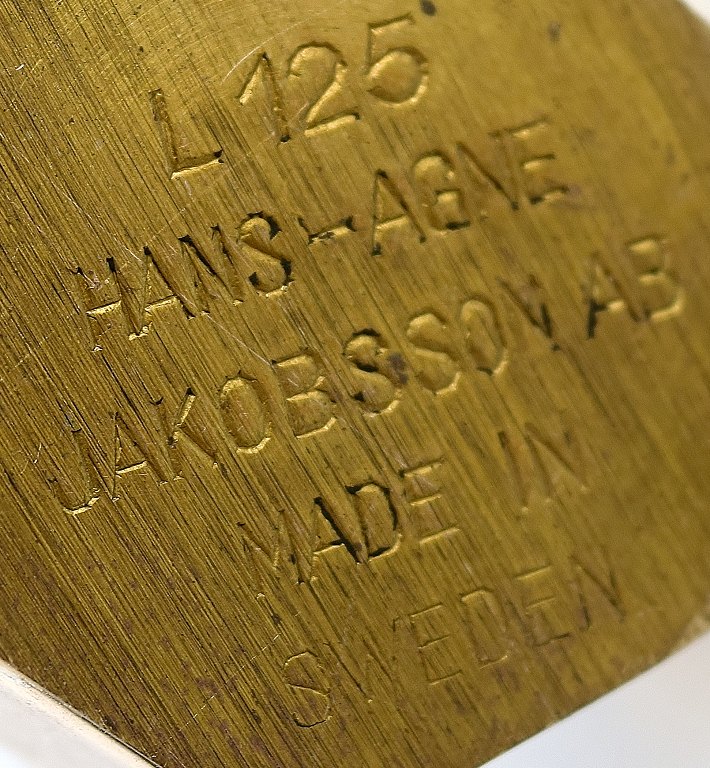 L 125
HANS-AGNE
JAKOBSSON AB
MADE IN
SWEDEN